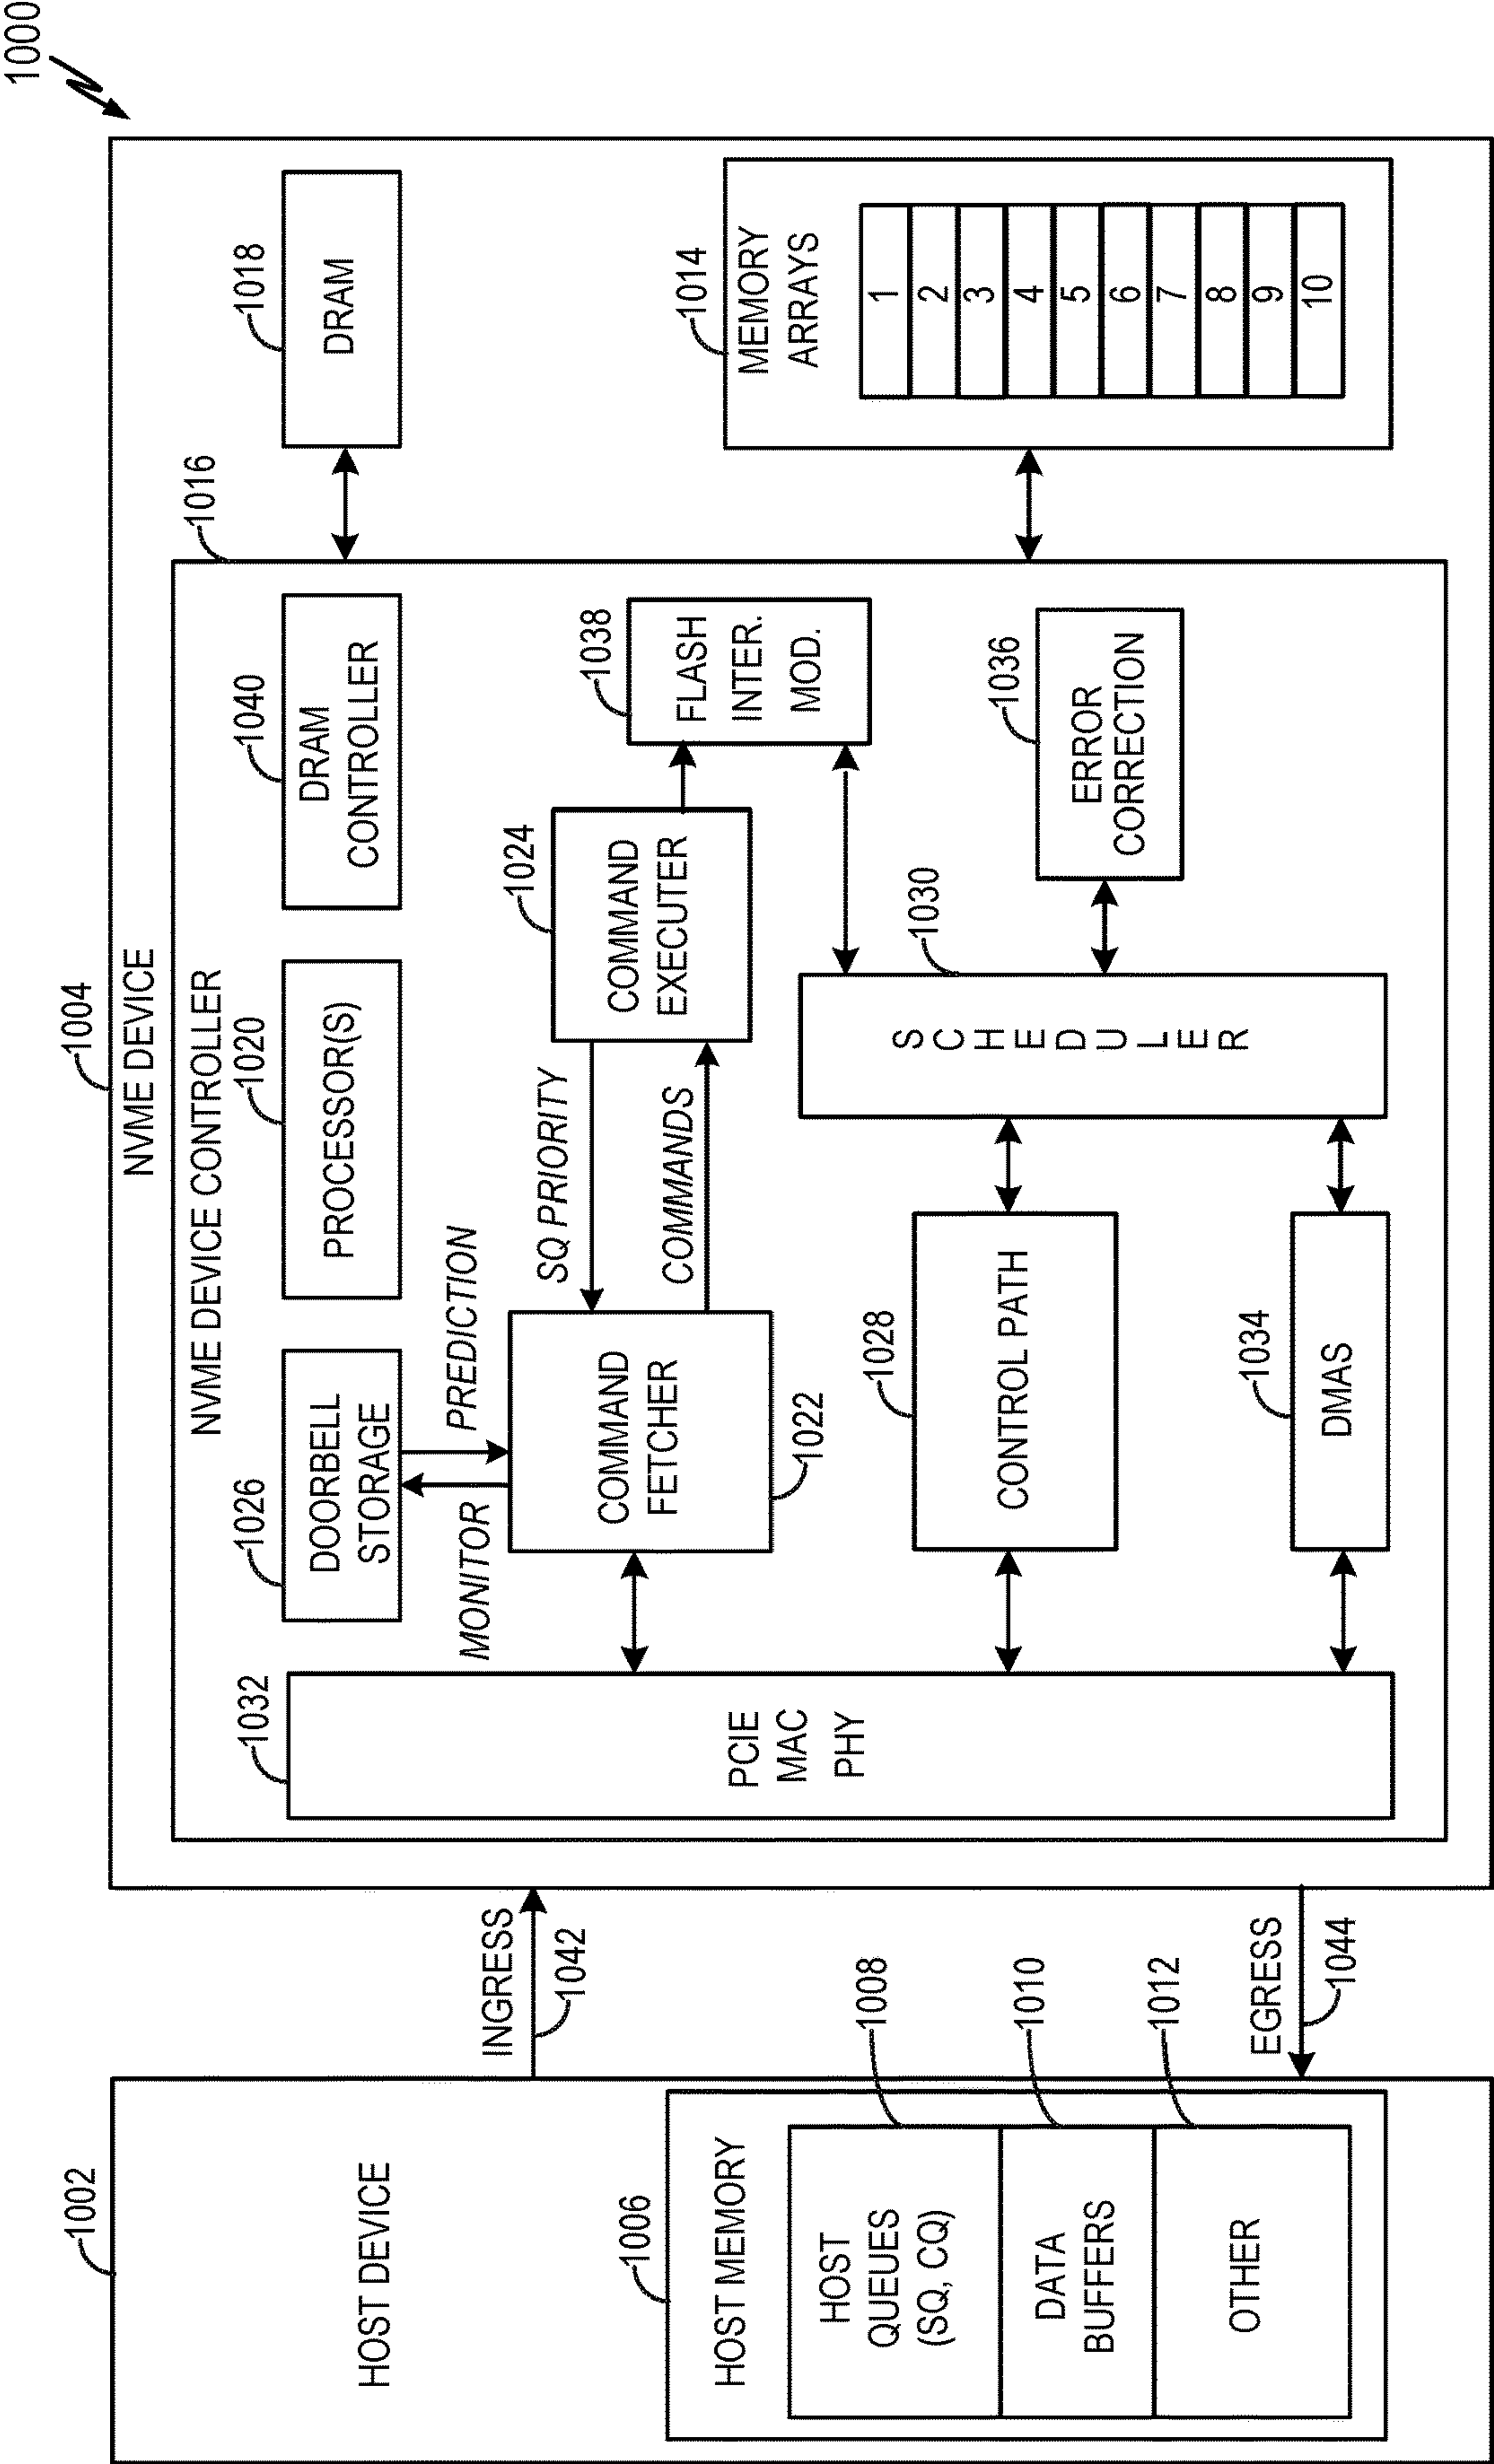 1000
1002
HOST DEVICE
1006
HOST MEMORY
HOST
QUEUES
(SQ, CQ)
1008
DATA
BUFFERS
1010
OTHER
1012
INGRESS
1042
EGRESS
1044
1004
NVME DEVICE
NVME DEVICE CONTROLLER
1016
1032
PCIE
MAC
PHY
1026
DOORBELL
STORAGE
MONITOR
PREDICTION
1020
PROCESSOR(S)
1040
DRAM
CONTROLLER
COMMAND
FETCHER
1022
SQ PRIORITY
COMMANDS
1024
COMMAND
EXECUTER
1038
FLASH
INTER.
MOD.
1028
CONTROL PATH
1034
DMAS
1030
SCHEDULER
1036
ERROR
CORRECTION
1018
DRAM
1014
MEMORY
ARRAYS
1
2
3
4
5
6
7
8
9
10